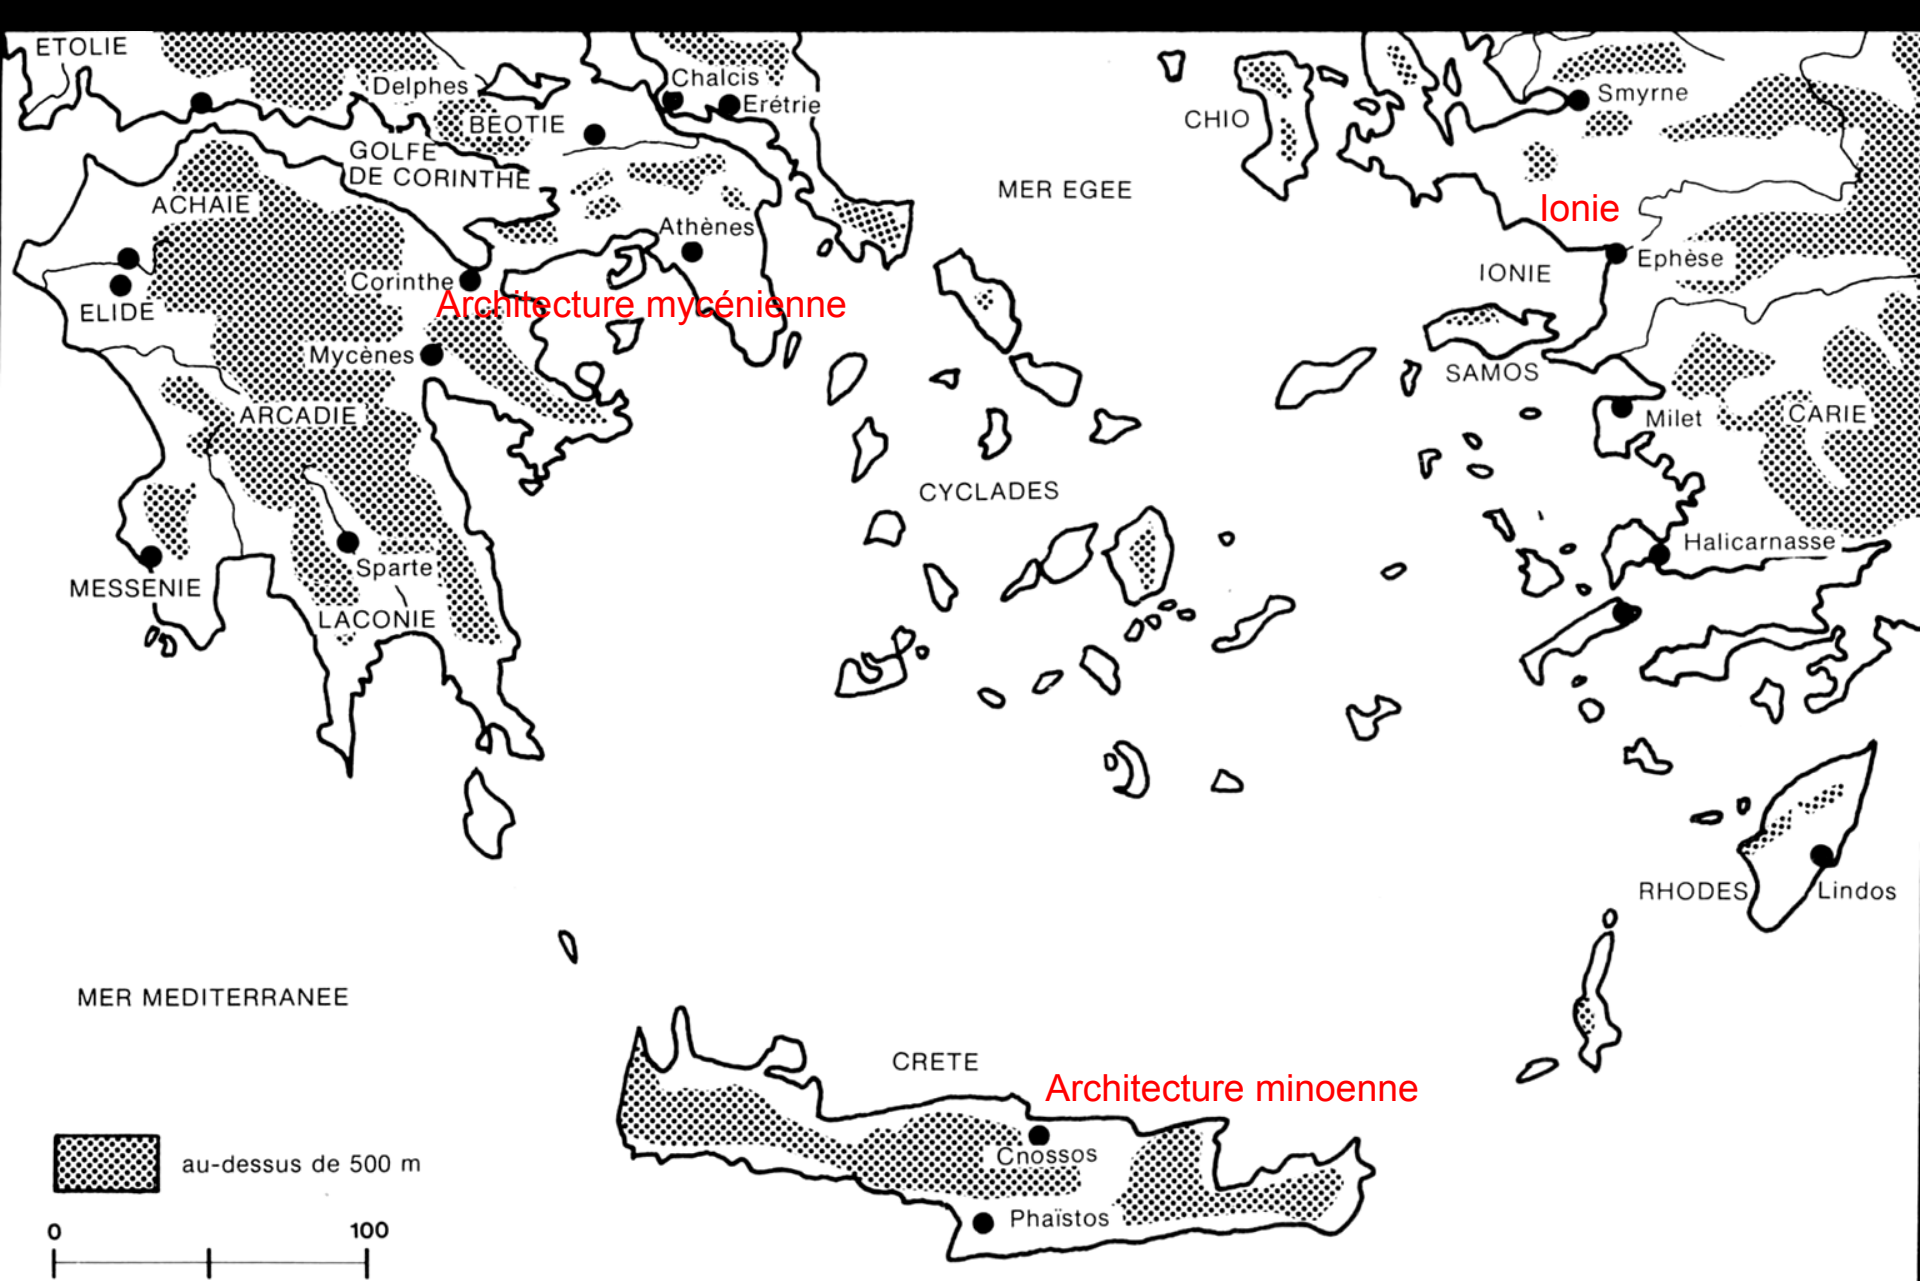 ETOLIE
Delphes
Chalcis
Erétrie
BEOTIE
GOLFE
DE CORINTHE
ACHAIE
Athènes
Corinthe
ELIDE
Architecture mycénienne
Mycènes
ARCADIE
Sparte
MESSENIE
LACONIE
MER EGEE
CHIO
Smyrne
Ionie
Ephèse
IONIE
SAMOS
Milet
CARIE
CYCLADES
Halicarnasse
RHODES
Lindos
MER MEDITERRANEE
CRETE
Architecture minoenne
Cnossos
Phaïstos
au-dessus de 500 m
0 100